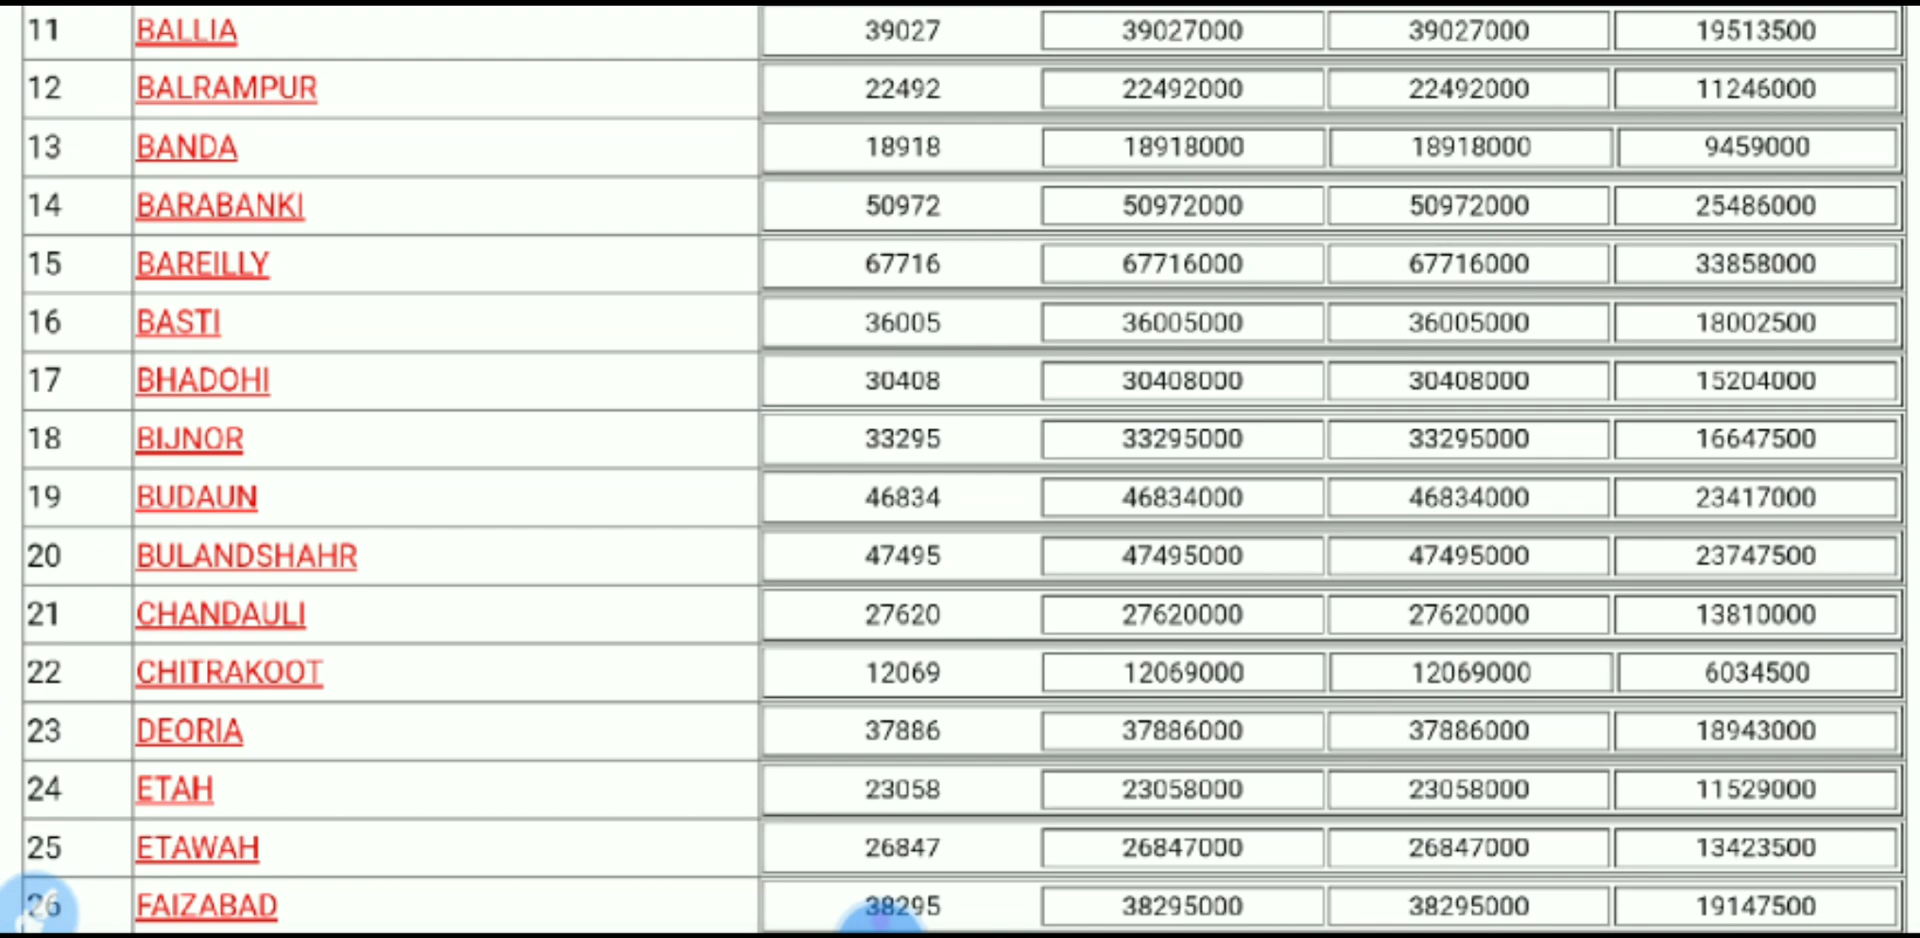 11 BALLIA 39027 39027000 39027000 19513500
12 BALRAMPUR 22492 22492000 22492000 11246000
13 BANDA 18918 18918000 18918000 9459000
14 BARABANKI 50972 50972000 50972000 25486000
15 BAREILLY 67716 67716000 67716000 33858000
16 BASTI 36005 36005000 36005000 18002500
17 BHADOHI 30408 30408000 30408000 15204000
18 BIJNOR 33295 33295000 33295000 16647500
19 BUDAUN 46834 46834000 46834000 23417000
20 BULANDSHAHR 47495 47495000 47495000 23747500
21 CHANDAULI 27620 27620000 27620000 13810000
22 CHITRAKOOT 12069 12069000 12069000 6034500
23 DEORIA 37886 37886000 37886000 18943000
24 ETAH 23058 23058000 23058000 11529000
25 ETAWAH 26847 26847000 26847000 13423500
26 FAIZABAD 38295 38295000 38295000 19147500